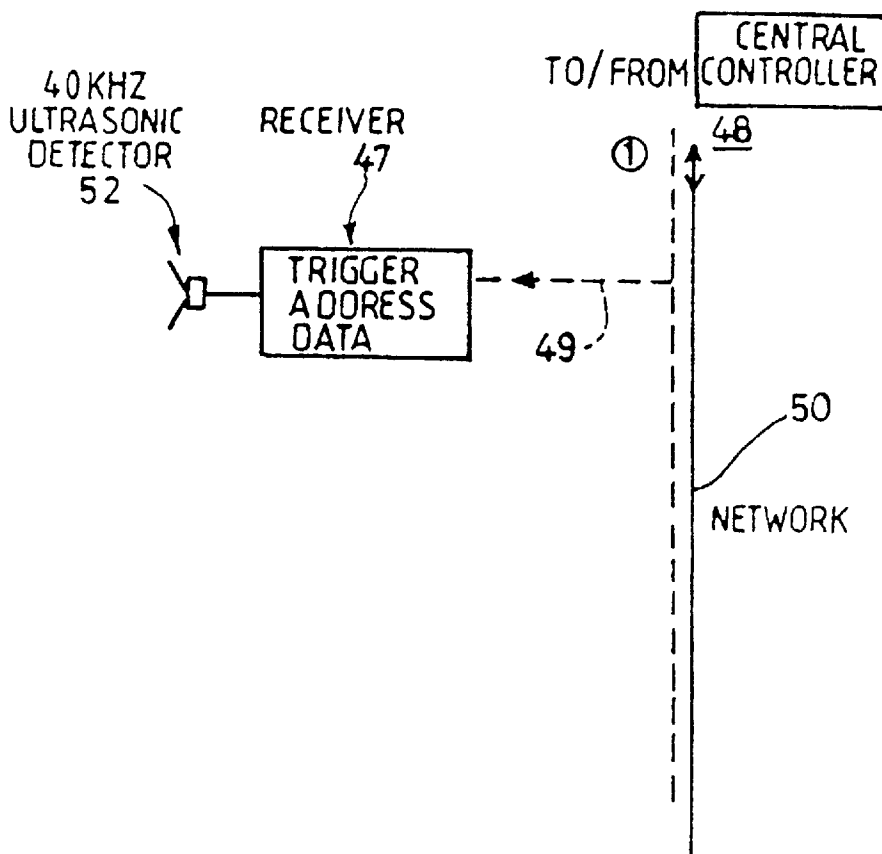 CENTRAL
CONTROLLER
TO/FROM
① 48
40KHZ
ULTRASONIC
DETECTOR
52
RECEIVER
47
TRIGGER
ADDRESS
DATA
49
50
NETWORK